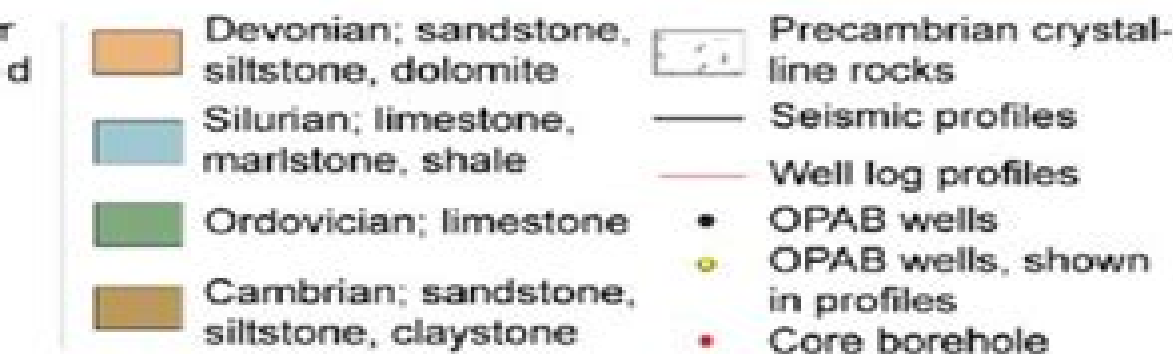 r
d
Devonian; sandstone,
siltstone, dolomite
Silurian; limestone,
marlstone, shale
Ordovician; limestone
Cambrian; sandstone,
siltstone, claystone
Precambrian crystal-
line rocks
Seismic profiles
Well log profiles
OPAB wells
OPAB wells, shown
in profiles
Core borehole